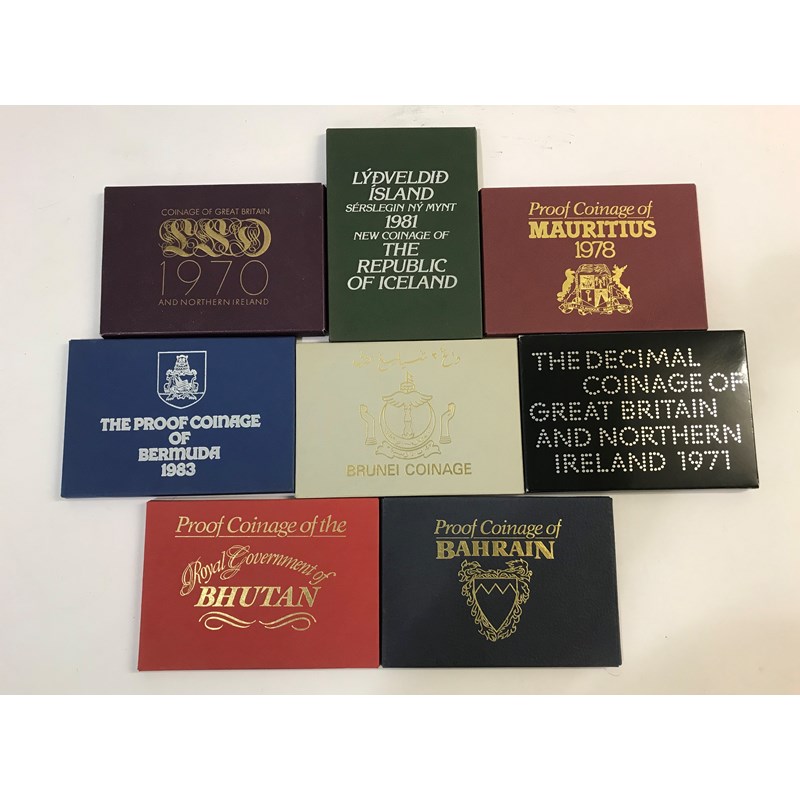 COINAGE OF GREAT BRITAIN
LSD
1970
AND NORTHERN IRELAND
LÝÐVELDIÐ
ÍSLAND
SÉRSLEGIN NÝ MYNT
1981
NEW COINAGE OF
THE
REPUBLIC
OF ICELAND
Proof Coinage of
MAURITIUS
1978
THE PROOF COINAGE
OF
BERMUDA
1983
BRUNEI COINAGE
THE DECIMAL
COINAGE OF
GREAT BRITAIN
AND NORTHERN
IRELAND 1971
Proof Coinage of the
Royal Government of
BHUTAN
Proof Coinage of
BAHRAIN